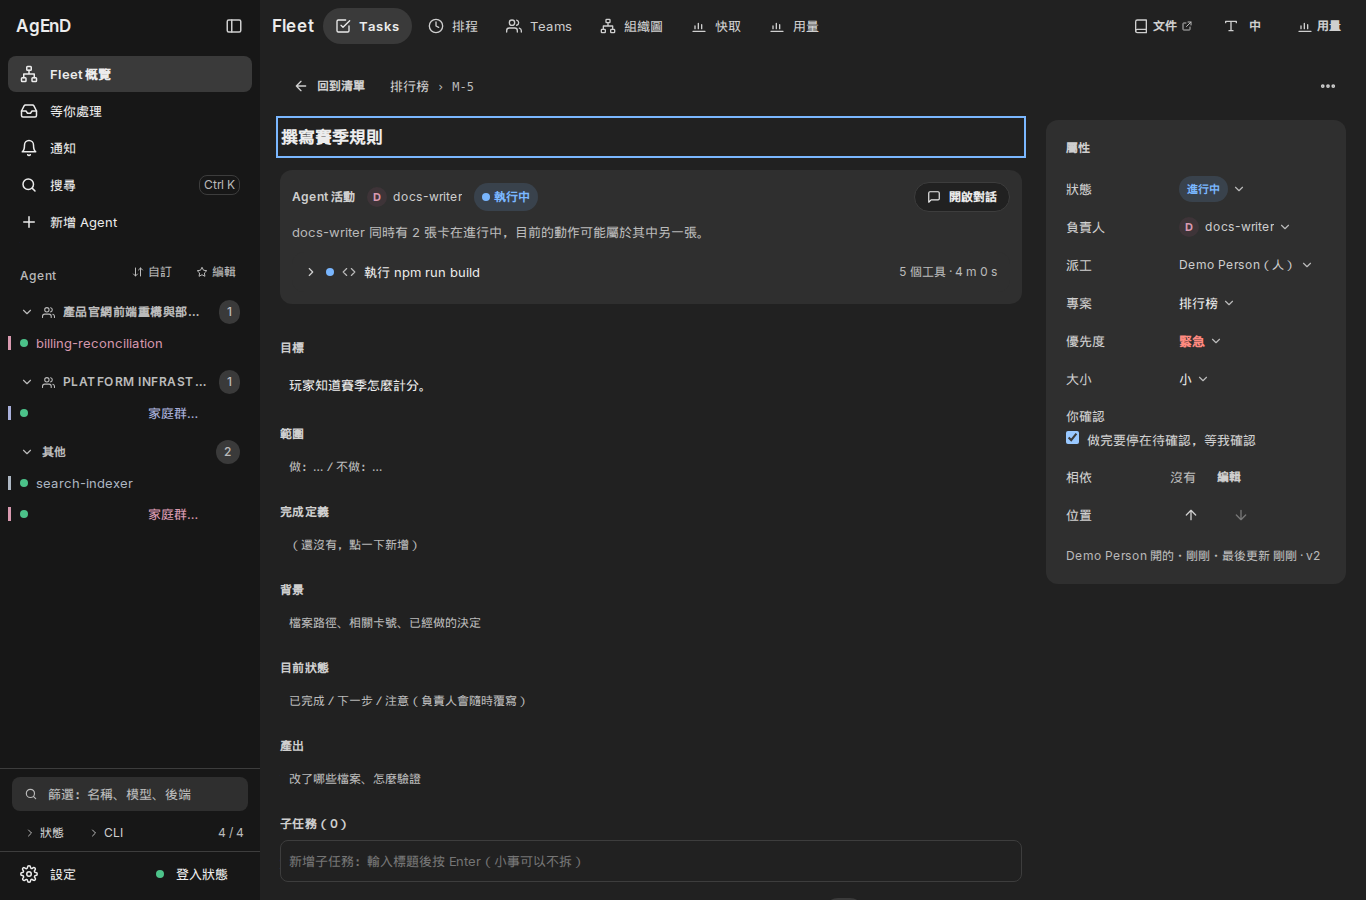 AgEnD
Fleet 概覽
等你處理
通知
搜尋 Ctrl K
新增 Agent
Agent 自訂 編輯
產品官網前端重構與部... 1
billing-reconciliation
PLATFORM INFRAST... 1
家庭群...
其他 2
search-indexer
家庭群...
篩選：名稱、模型、後端
狀態 CLI 4 / 4
設定 登入狀態
Fleet Tasks 排程 Teams 組織圖 快取 用量 文件 中 用量
回到清單 排行榜 › M-5
撰寫賽季規則
Agent 活動 D docs-writer 執行中 開啟對話
docs-writer 同時有 2 張卡在進行中，目前的動作可能屬於其中另一張。
執行 npm run build 5 個工具 · 4 m 0 s
目標
玩家知道賽季怎麼計分。
範圍
做：... / 不做：...
完成定義
（還沒有，點一下新增）
背景
檔案路徑、相關卡號、已經做的決定
目前狀態
已完成 / 下一步 / 注意（負責人會隨時覆寫）
產出
改了哪些檔案、怎麼驗證
子任務（0）
新增子任務：輸入標題後按 Enter（小事可以不拆）
屬性
狀態 進行中
負責人 D docs-writer
派工 Demo Person（人）
專案 排行榜
優先度 緊急
大小 小
你確認
做完要停在待確認，等我確認
相依 沒有 編輯
位置
Demo Person 開的 · 剛剛 · 最後更新 剛剛 · v2